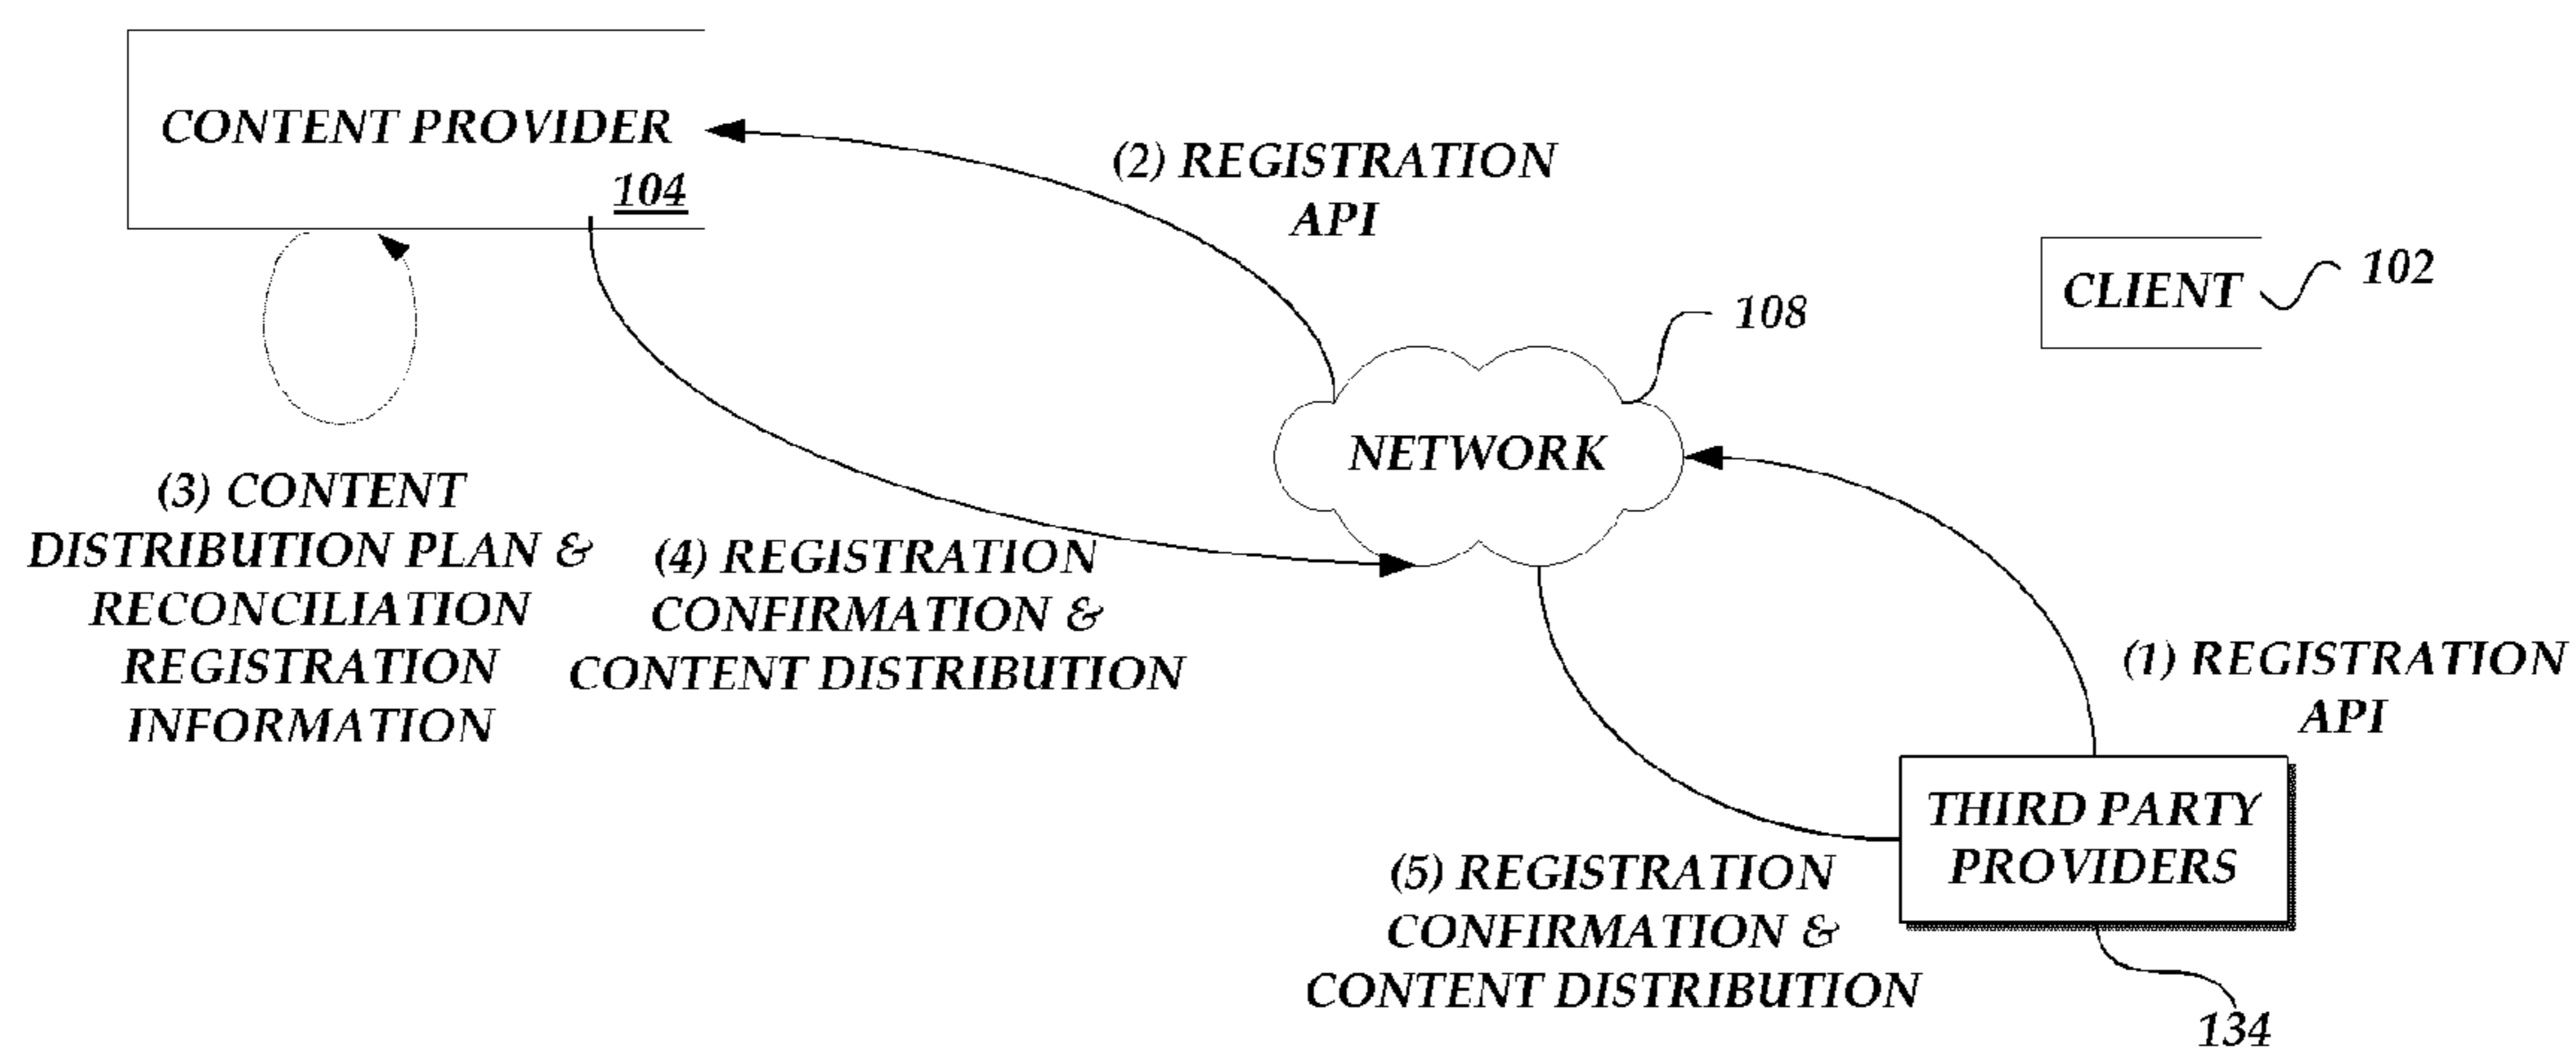 CONTENT PROVIDER
104
(2) REGISTRATION
API
CLIENT
102
108
NETWORK
(3) CONTENT
DISTRIBUTION PLAN &
RECONCILIATION
REGISTRATION
INFORMATION
(4) REGISTRATION
CONFIRMATION &
CONTENT DISTRIBUTION
(1) REGISTRATION
API
THIRD PARTY
PROVIDERS
(5) REGISTRATION
CONFIRMATION &
CONTENT DISTRIBUTION
134